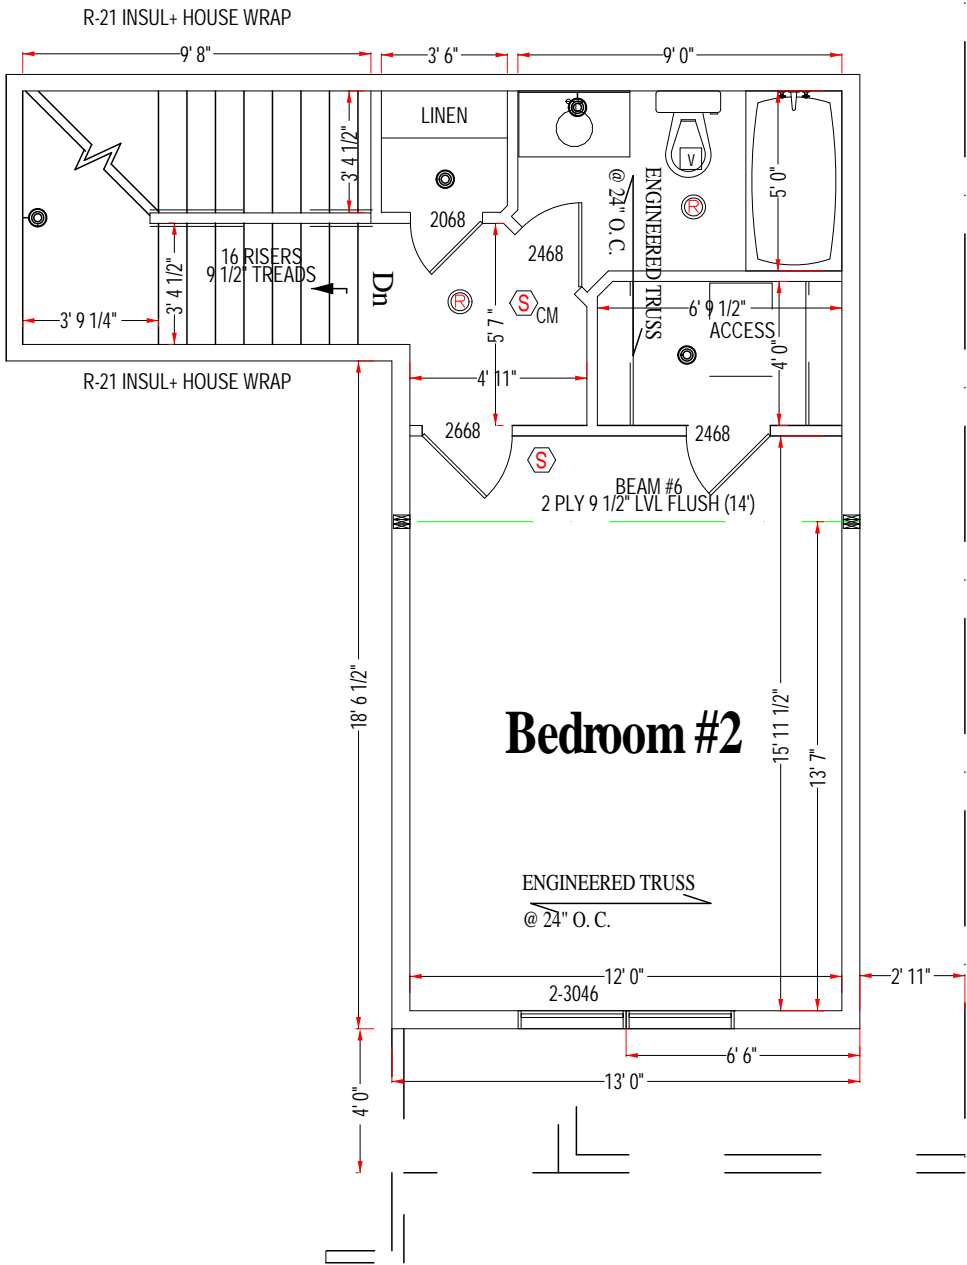 R-21 INSUL+ HOUSE WRAP
9' 8"
3' 6"
9' 0"
LINEN
3' 4 1/2"
V
5' 0"
ENGINEERED TRUSS
@ 24" O. C.
R
2068
2468
16 RISERS
9 1/2" TREADS
3' 4 1/2"
Dn
R
S
CM
6' 9 1/2"
ACCESS
3' 9 1/4"
5' 7"
4' 0"
R-21 INSUL+ HOUSE WRAP
4' 11"
2668
2468
S
BEAM #6
2 PLY 9 1/2" LVL FLUSH (14')
18' 6 1/2"
15' 11 1/2"
13' 7"
Bedroom #2
ENGINEERED TRUSS
@ 24" O. C.
12' 0"
2' 11"
2-3046
6' 6"
13' 0"
4' 0"